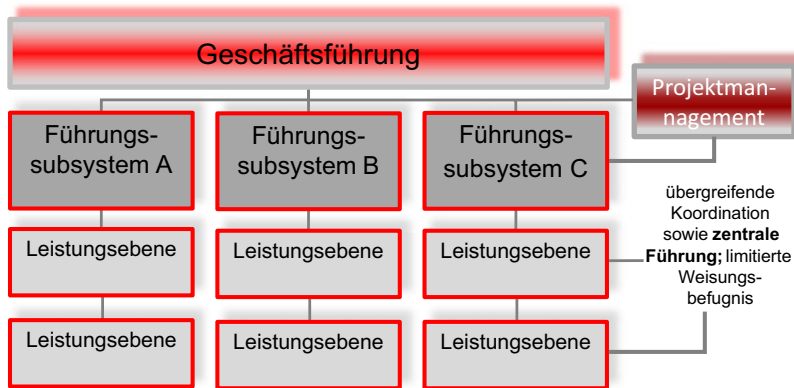 Geschäftsführung
Projektman-
nagement
Führungs-
subsystem A
Führungs-
subsystem B
Führungs-
subsystem C
übergreifende
Koordination
sowie zentrale
Führung; limitierte
Weisungs-
befugnis
Leistungsebene
Leistungsebene
Leistungsebene
Leistungsebene
Leistungsebene
Leistungsebene